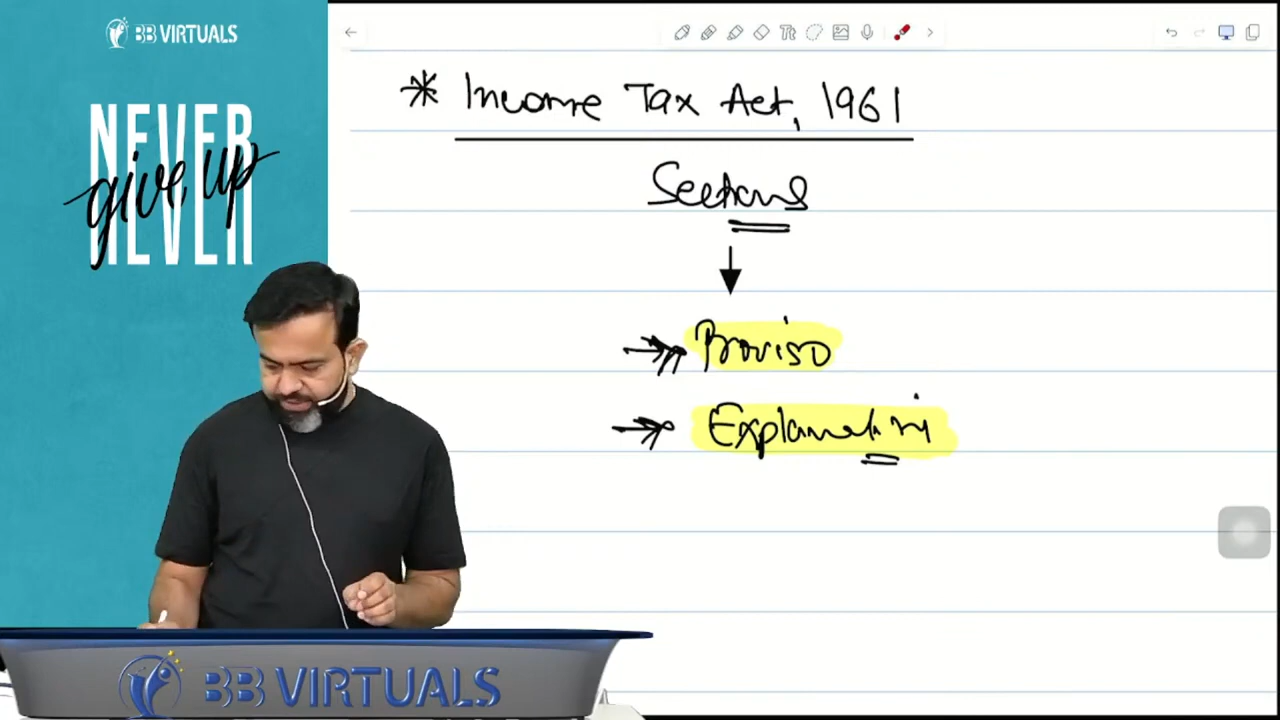 BB VIRTUALS
NEVER
give up
NEVER
* Income Tax Act, 1961
Sections
Proviso
Explanation
BB VIRTUALS